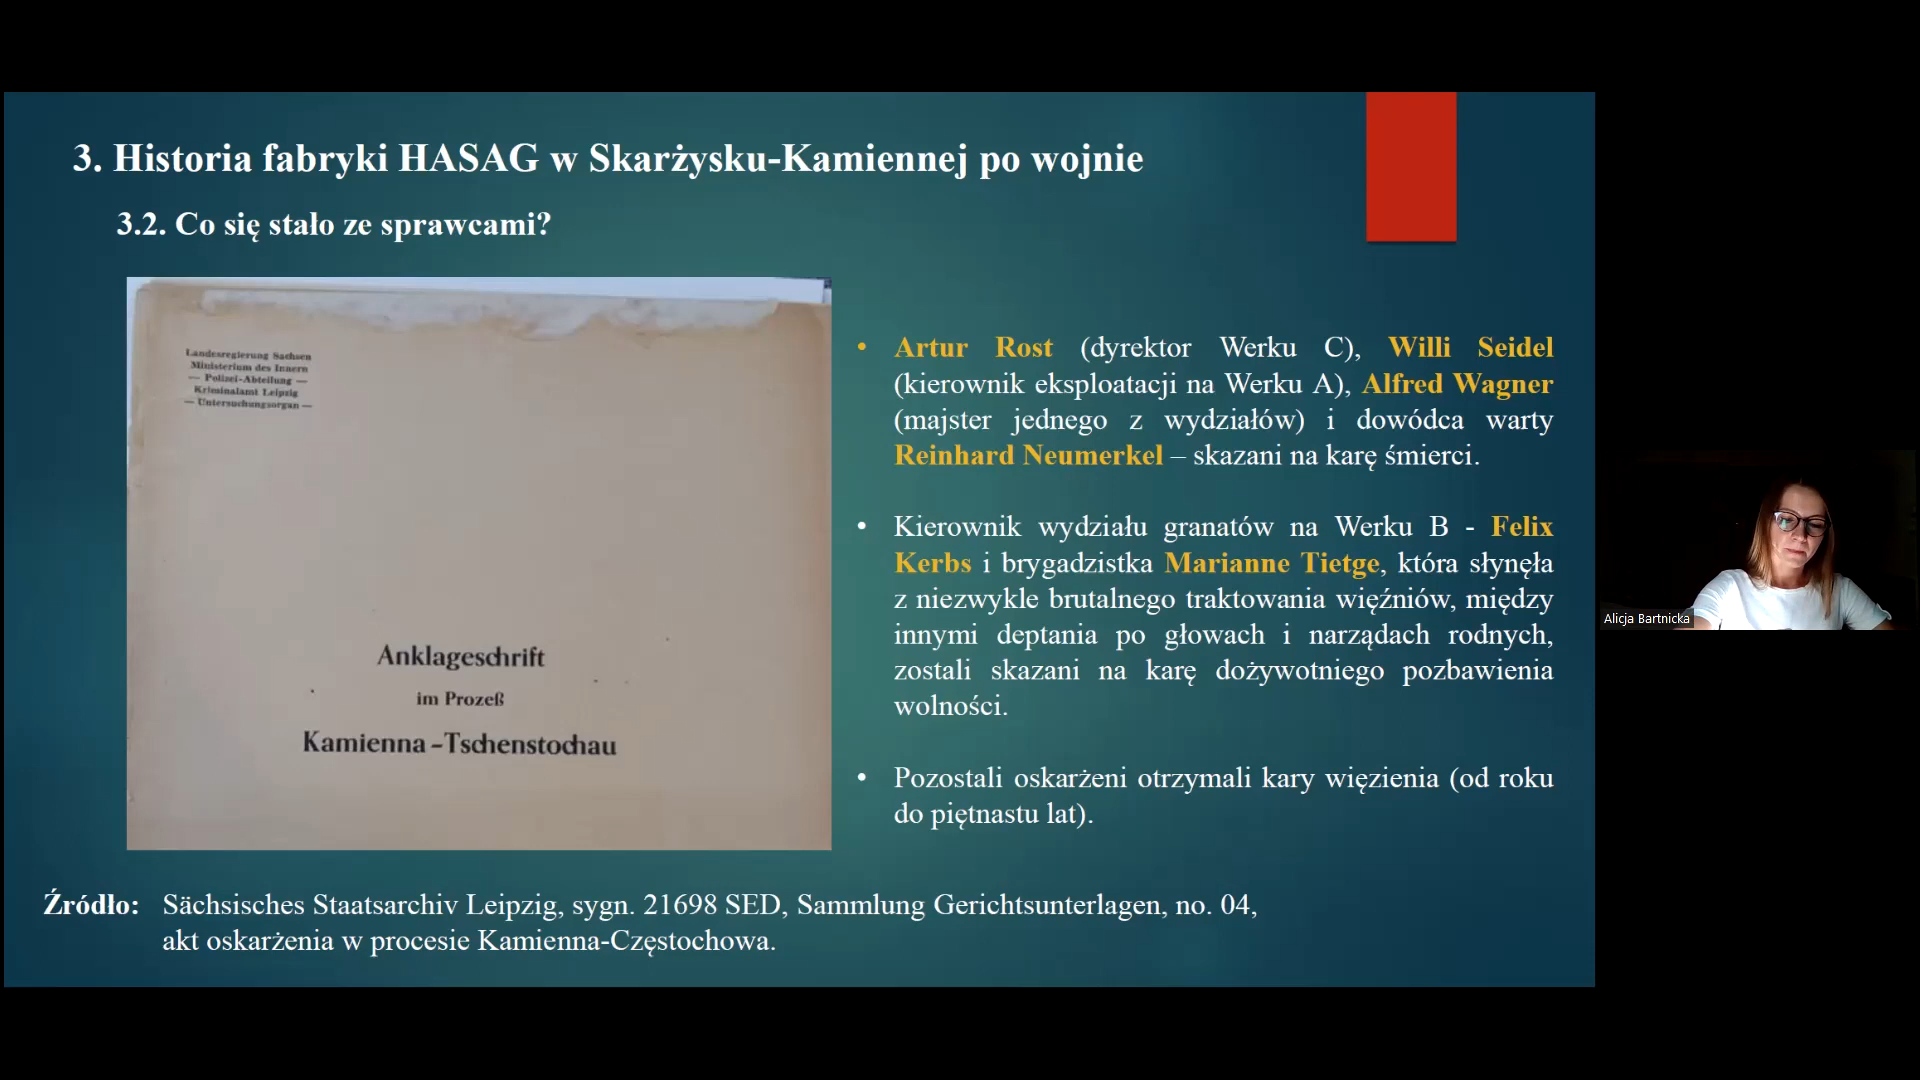 3. Historia fabryki HASAG w Skarżysku-Kamiennej po wojnie
3.2. Co się stało ze sprawcami?
Landesregierung Sachsen
Ministerium des Innern
— Polizei-Abteilung —
Kriminalamt Leipzig
— Untersuchungsorgan —
Anklageschrift
im Prozeß
Kamienna-Tschenstochau
• Artur Rost (dyrektor Werku C), Willi Seidel
(kierownik eksploatacji na Werku A), Alfred Wagner
(majster jednego z wydziałów) i dowódca warty
Reinhard Neumerkel – skazani na karę śmierci.
• Kierownik wydziału granatów na Werku B - Felix
Kerbs i brygadzistka Marianne Tietge, która słynęła
z niezwykle brutalnego traktowania więźniów, między
innymi deptania po głowach i narządach rodnych,
zostali skazani na karę dożywotniego pozbawienia
wolności.
• Pozostali oskarżeni otrzymali kary więzienia (od roku
do piętnastu lat).
Źródło: Sächsisches Staatsarchiv Leipzig, sygn. 21698 SED, Sammlung Gerichtsunterlagen, no. 04,
akt oskarżenia w procesie Kamienna-Częstochowa.
Alicja Bartnicka